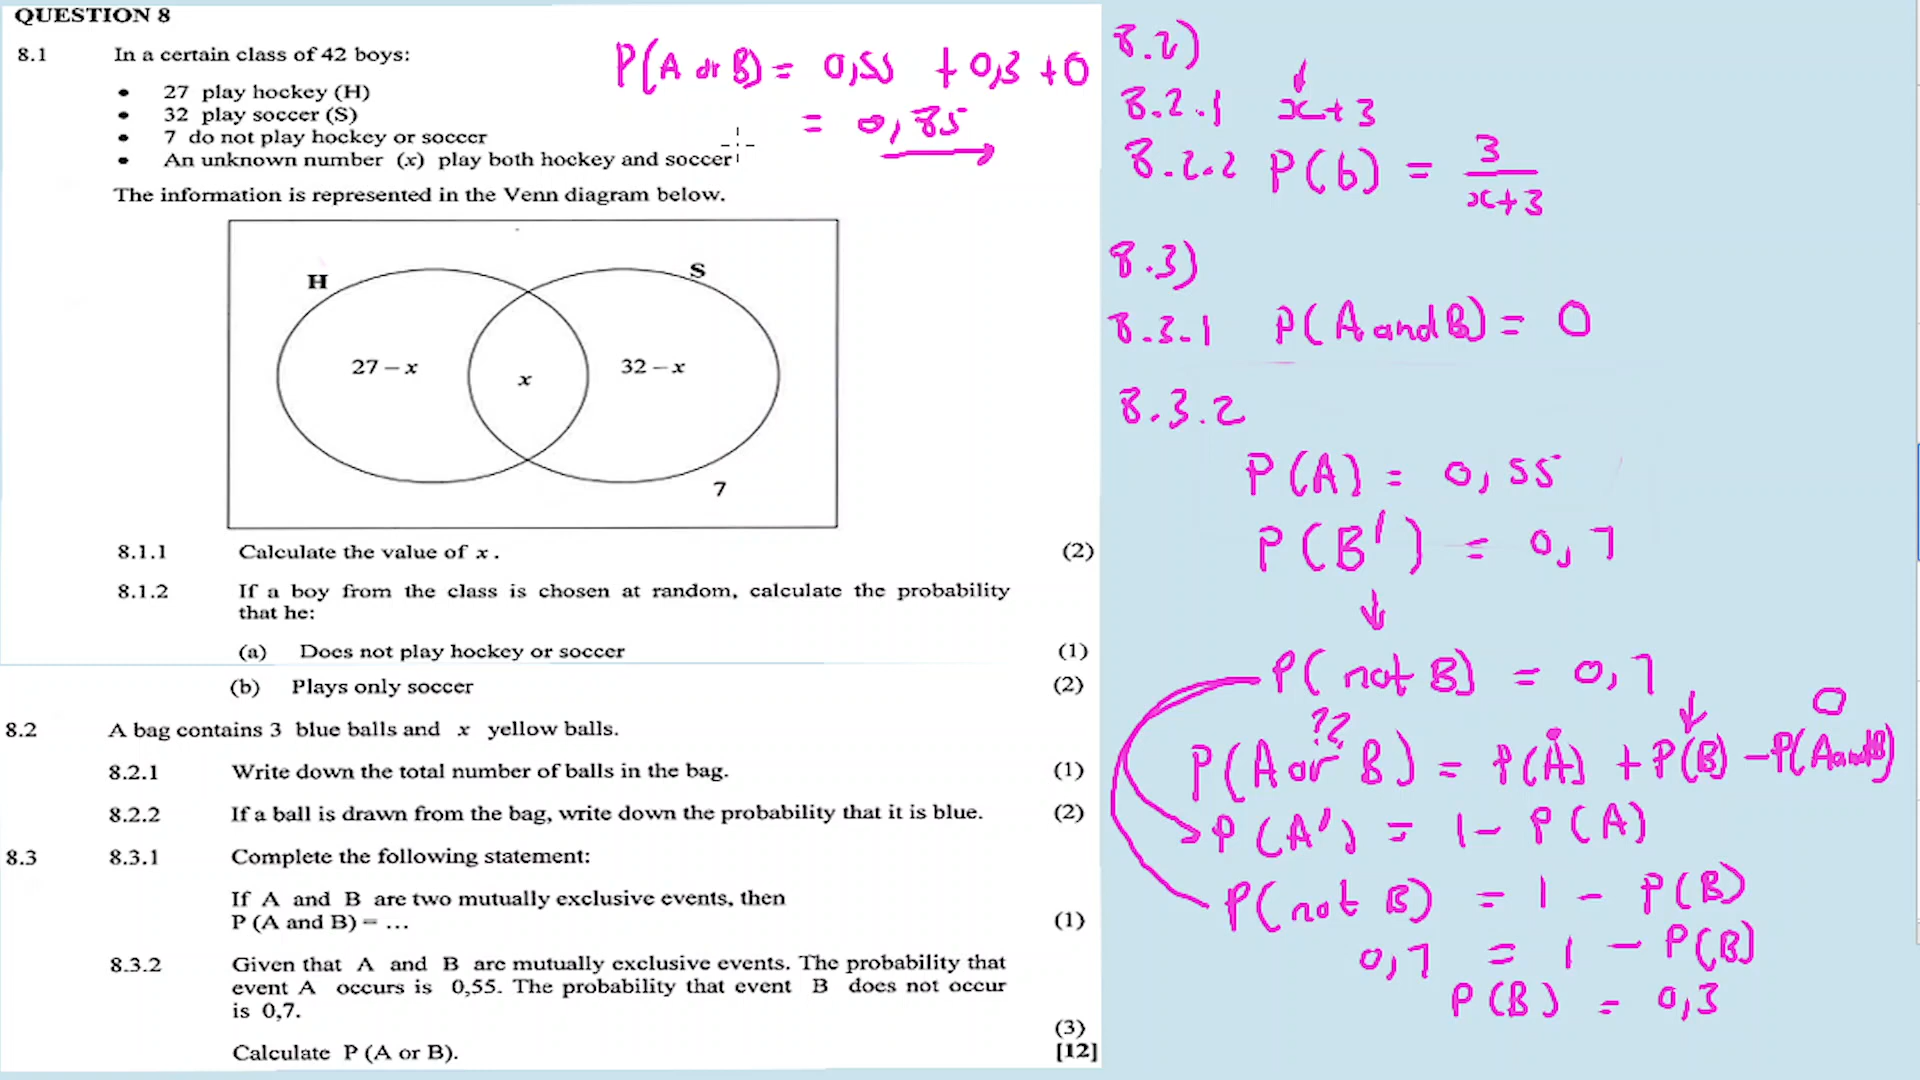 QUESTION 8
8.1 In a certain class of 42 boys:
• 27 play hockey (H)
• 32 play soccer (S)
• 7 do not play hockey or soccer
• An unknown number (x) play both hockey and soccer
The information is represented in the Venn diagram below.
H
S
27 – x
x
32 – x
7
8.1.1 Calculate the value of x. (2)
8.1.2 If a boy from the class is chosen at random, calculate the probability
that he:
(a) Does not play hockey or soccer (1)
(b) Plays only soccer (2)
8.2 A bag contains 3 blue balls and x yellow balls.
8.2.1 Write down the total number of balls in the bag. (1)
8.2.2 If a ball is drawn from the bag, write down the probability that it is blue. (2)
8.3 8.3.1 Complete the following statement:
If A and B are two mutually exclusive events, then
P (A and B) = … (1)
8.3.2 Given that A and B are mutually exclusive events. The probability that
event A occurs is 0,55. The probability that event B does not occur
is 0,7.
(3)
Calculate P (A or B). [12]
P(A or B) = 0,55 + 0,3 + 0
= 0,85
8.2)
8.2.1 x+3
8.2.2 P(b) = 3
x+3
8.3)
8.3.1 P(A and B) = 0
8.3.2
P(A) = 0,55
P(B') = 0,7
P(not B) = 0,7
?? 0
P(A or B) = P(A) + P(B) – P(A and B)
P(A') = 1 – P(A)
P(not B) = 1 – P(B)
0,7 = 1 – P(B)
P(B) = 0,3